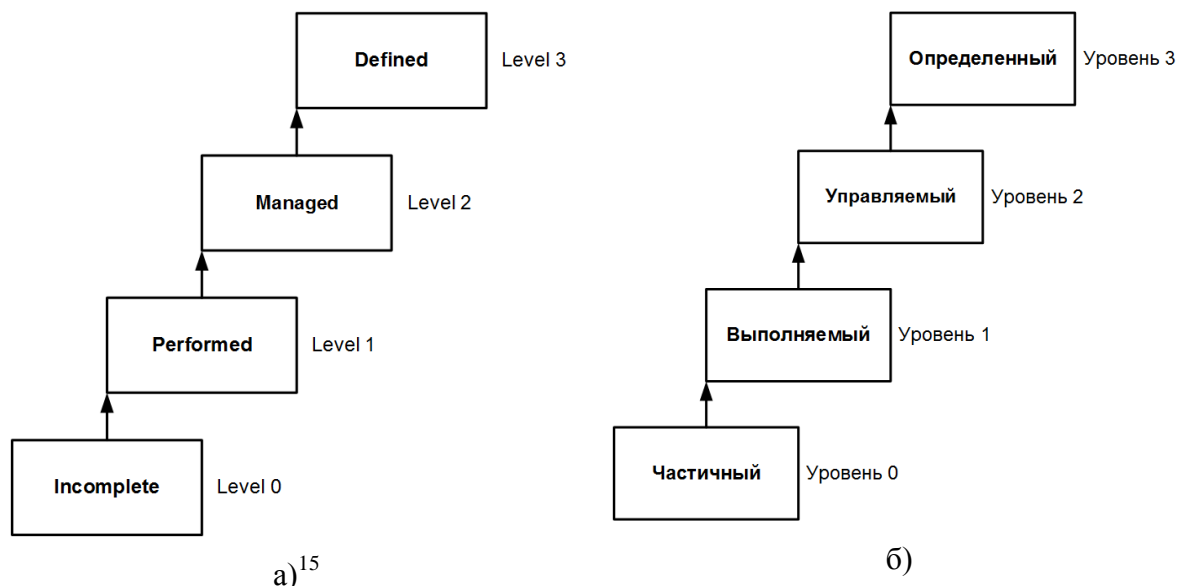 Defined Level 3
Managed Level 2
Performed Level 1
Incomplete Level 0
а)15
Определенный Уровень 3
Управляемый Уровень 2
Выполняемый Уровень 1
Частичный Уровень 0
б)